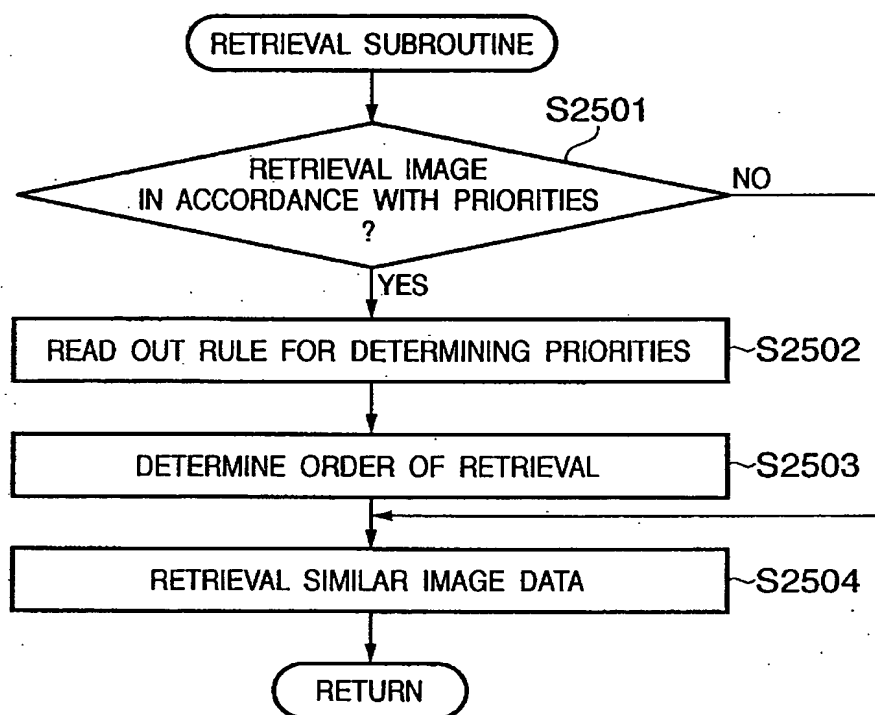 RETRIEVAL SUBROUTINE
S2501
RETRIEVAL IMAGE
IN ACCORDANCE WITH PRIORITIES
?
NO
YES
READ OUT RULE FOR DETERMINING PRIORITIES
S2502
DETERMINE ORDER OF RETRIEVAL
S2503
RETRIEVAL SIMILAR IMAGE DATA
S2504
RETURN